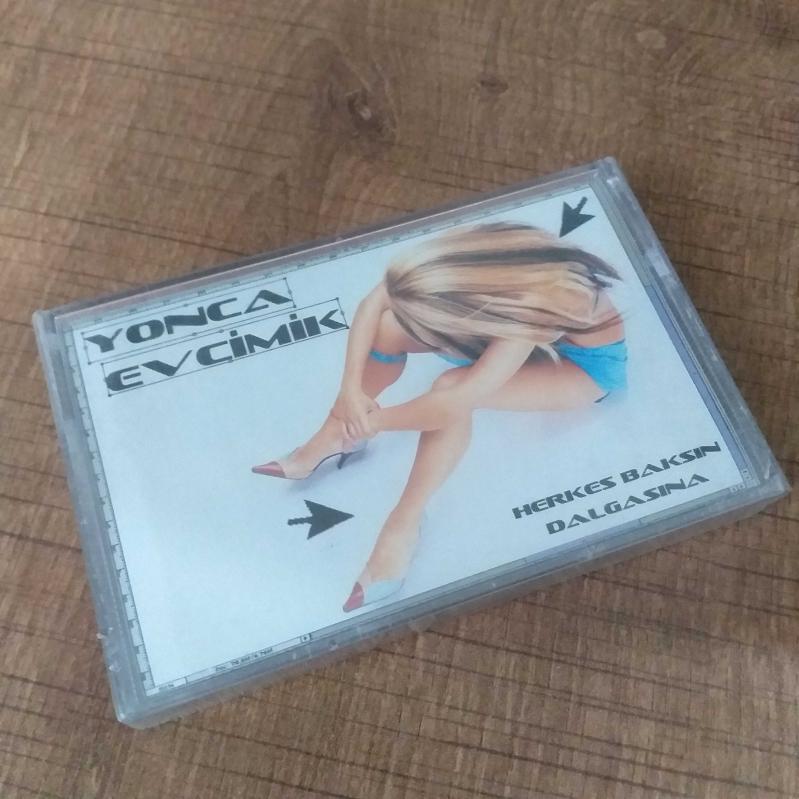 YONCA
EVCİMİK
HERKES BAKSIN
DALGASINA